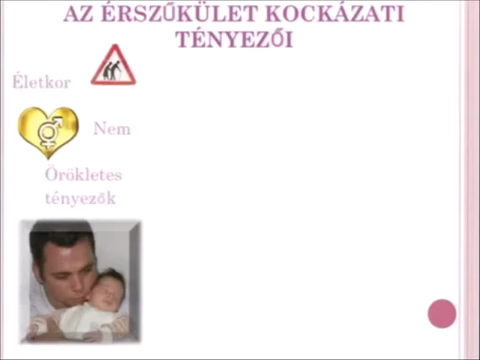 AZ ÉRSZŰKÜLET KOCKÁZATI
TÉNYEZŐI
Életkor
Nem
Örökletes
tényezők